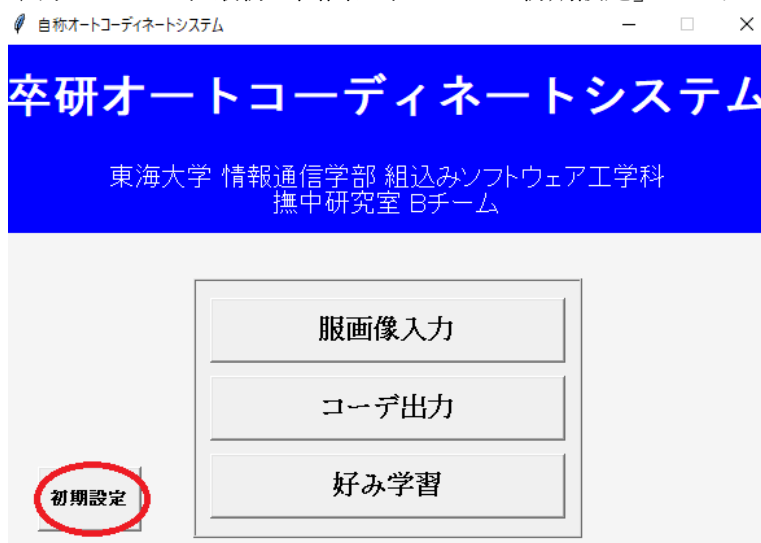 自称オートコーディネートシステム
卒研オートコーディネートシステム
東海大学 情報通信学部 組込みソフトウェア工学科
撫中研究室 Bチーム
服画像入力
コーデ出力
好み学習
初期設定